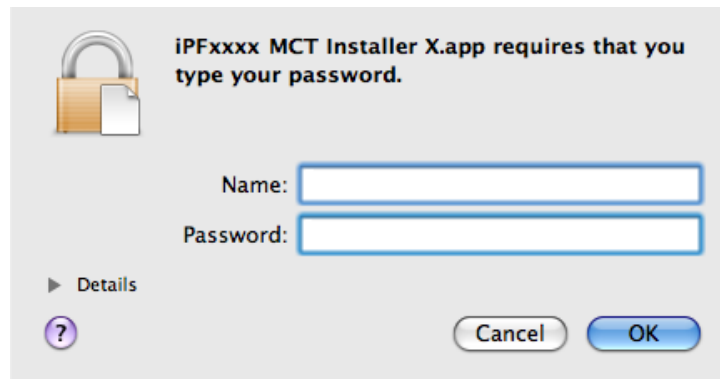 iPFxxxx MCT Installer X.app requires that you
type your password.
Name:
Password:
Details
?
Cancel
OK